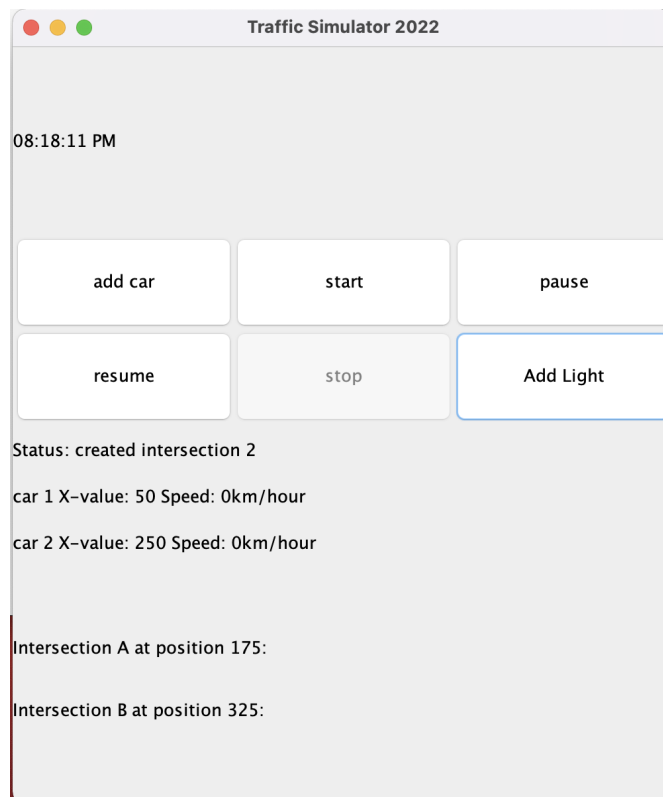 Traffic Simulator 2022
08:18:11 PM
add car start pause
resume stop Add Light
Status: created intersection 2
car 1 X-value: 50 Speed: 0km/hour
car 2 X-value: 250 Speed: 0km/hour
Intersection A at position 175:
Intersection B at position 325: